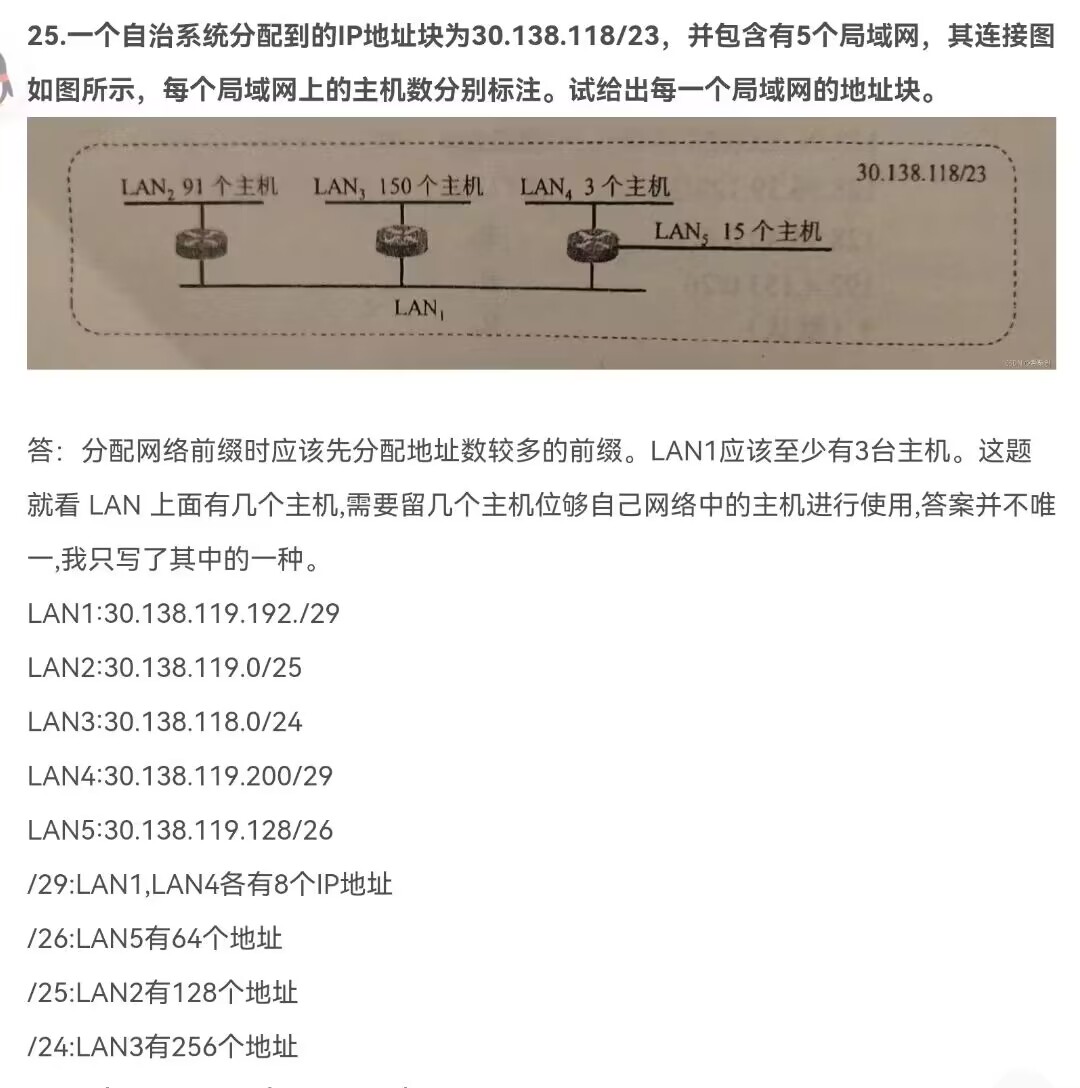 25.一个自治系统分配到的IP地址块为30.138.118/23，并包含有5个局域网，其连接图
如图所示，每个局域网上的主机数分别标注。试给出每一个局域网的地址块。
LAN₂ 91 个主机 LAN₃ 150 个主机 LAN₄ 3 个主机 30.138.118/23
LAN₅ 15 个主机
LAN₁
答：分配网络前缀时应该先分配地址数较多的前缀。LAN1应该至少有3台主机。这题
就看 LAN 上面有几个主机,需要留几个主机位够自己网络中的主机进行使用,答案并不唯
一,我只写了其中的一种。
LAN1:30.138.119.192./29
LAN2:30.138.119.0/25
LAN3:30.138.118.0/24
LAN4:30.138.119.200/29
LAN5:30.138.119.128/26
/29:LAN1,LAN4各有8个IP地址
/26:LAN5有64个地址
/25:LAN2有128个地址
/24:LAN3有256个地址